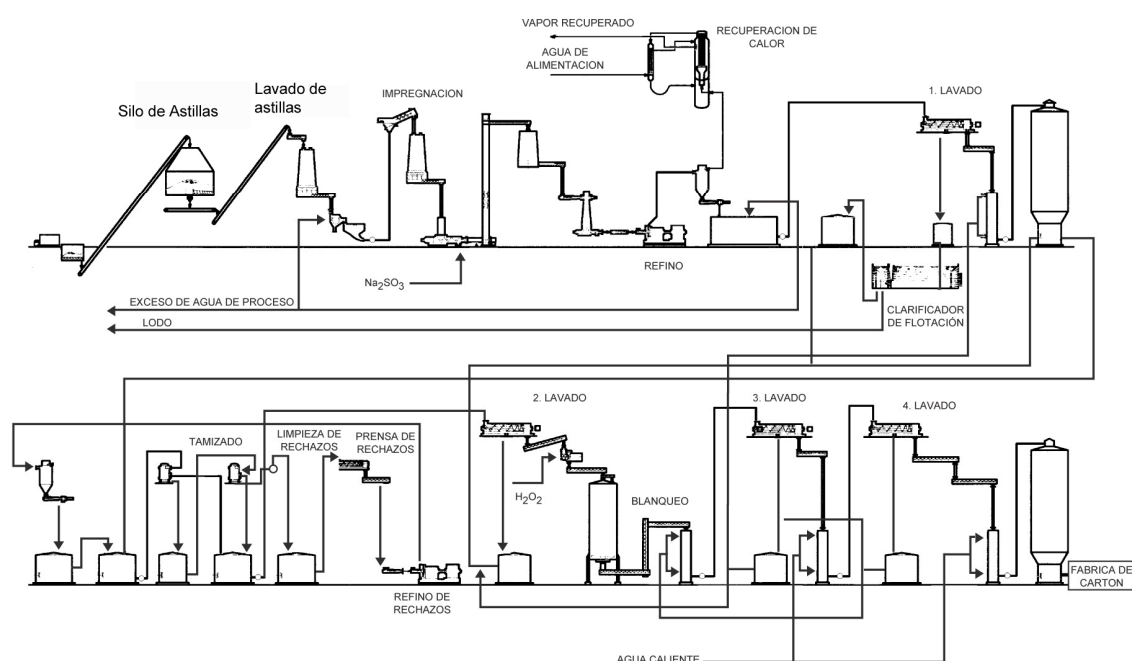 VAPOR RECUPERADO
RECUPERACION DE
CALOR
AGUA DE
ALIMENTACION
Lavado de
astillas
Silo de Astillas
IMPREGNACION
1. LAVADO
REFINO
Na₂SO₃
EXCESO DE AGUA DE PROCESO
LODO
CLARIFICADOR
DE FLOTACIÓN
2. LAVADO
3. LAVADO
4. LAVADO
TAMIZADO
LIMPIEZA DE
RECHAZOS
PRENSA DE
RECHAZOS
H₂O₂
BLANQUEO
REFINO DE
RECHAZOS
FABRICA DE
CARTON
AGUA CALIENTE